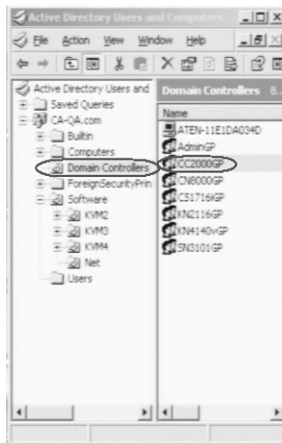 Active Directory Users and Computers
File Action View Window Help
Active Directory Users and
Saved Queries
CA-QA.com
Builtin
Computers
Domain Controllers
ForeignSecurityPrin
Software
KVM2
KVM3
KVM4
Net
Users
Domain Controllers 8...
Name
ATEN-11E1DA034D
AdminGP
CC2000GP
CN8000GP
CS1716iGP
KN2116GP
KN4140vGP
SN3101GP